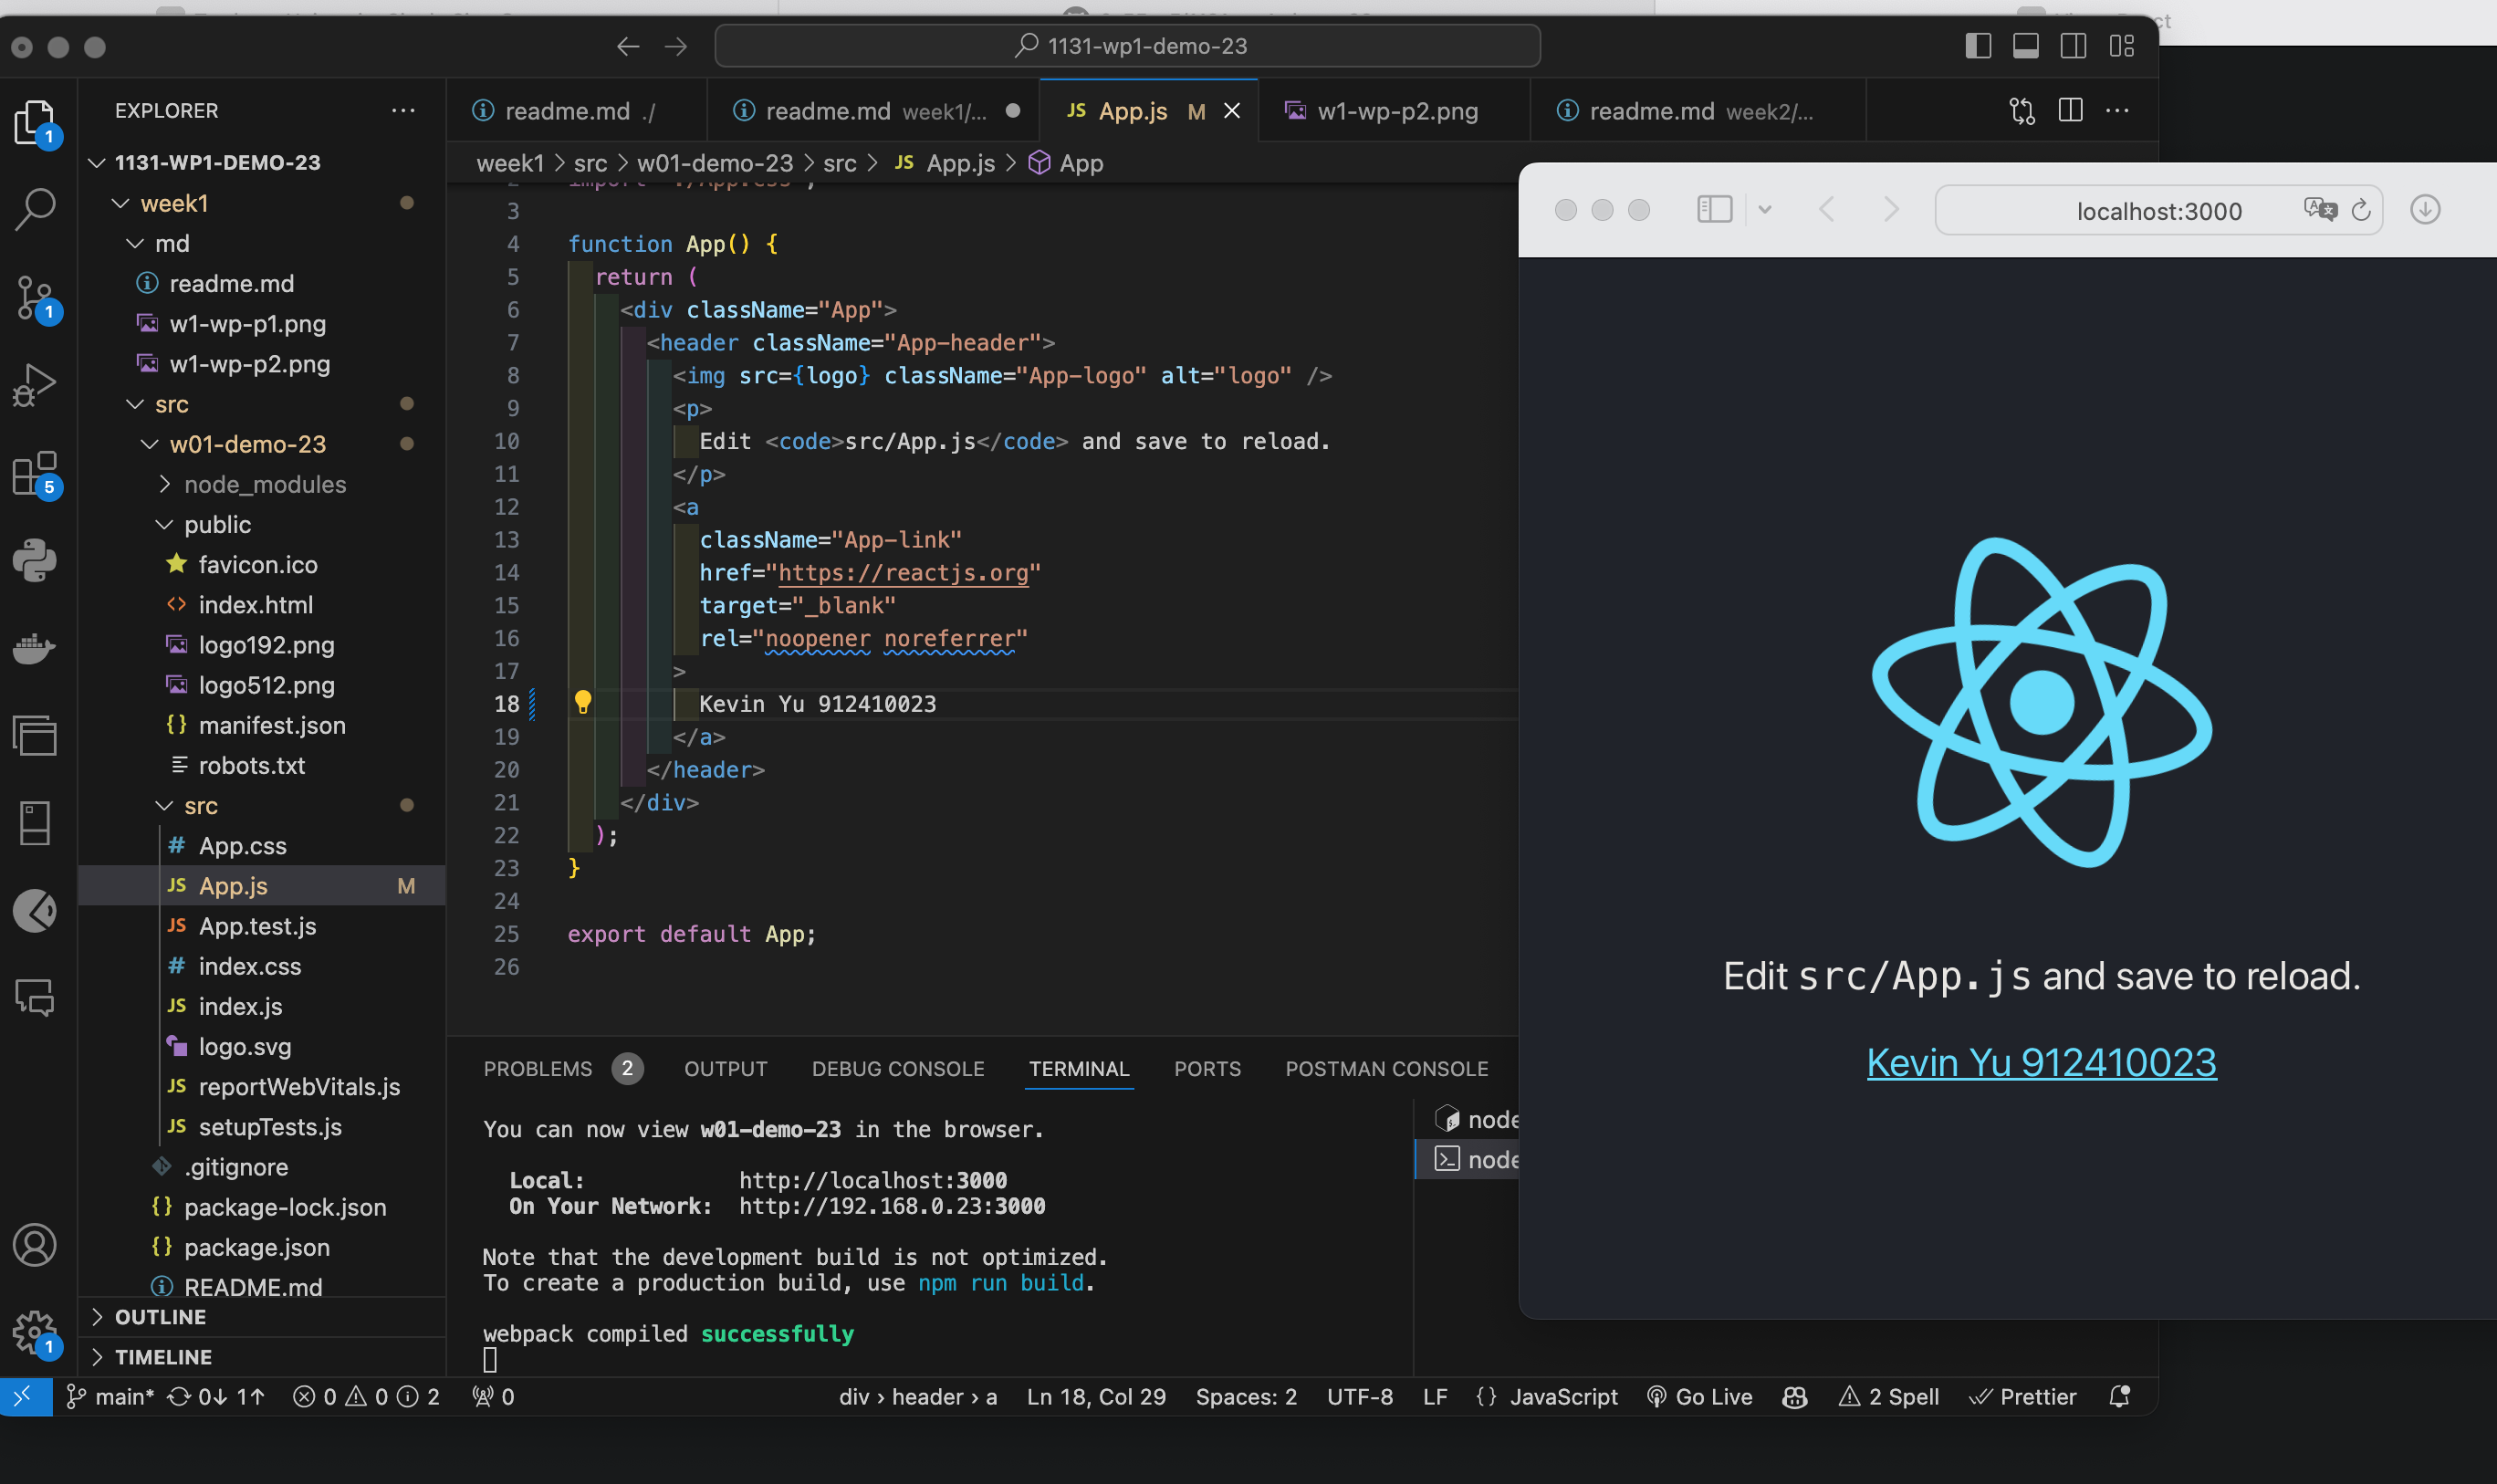 1131-wp1-demo-23
EXPLORER
1131-WP1-DEMO-23
week1
md
readme.md
w1-wp-p1.png
w1-wp-p2.png
src
w01-demo-23
node_modules
public
favicon.ico
index.html
logo192.png
logo512.png
manifest.json
robots.txt
src
App.css
App.js M
App.test.js
index.css
index.js
logo.svg
reportWebVitals.js
setupTests.js
.gitignore
package-lock.json
package.json
README.md
OUTLINE
TIMELINE
1
1
5
1
readme.md ./
readme.md week1/...
JS App.js M
w1-wp-p2.png
readme.md week2/...
week1 > src > w01-demo-23 > src > JS App.js > App
2 import './App.css';
3
4 function App() {
5 return (
6 <div className="App">
7 <header className="App-header">
8 <img src={logo} className="App-logo" alt="logo" />
9 <p>
10 Edit <code>src/App.js</code> and save to reload.
11 </p>
12 <a
13 className="App-link"
14 href="https://reactjs.org"
15 target="_blank"
16 rel="noopener noreferrer"
17 >
18 Kevin Yu 912410023
19 </a>
20 </header>
21 </div>
22 );
23 }
24
25 export default App;
26
PROBLEMS 2 OUTPUT DEBUG CONSOLE TERMINAL PORTS POSTMAN CONSOLE
You can now view w01-demo-23 in the browser.
Local: http://localhost:3000
On Your Network: http://192.168.0.23:3000
Note that the development build is not optimized.
To create a production build, use npm run build.
webpack compiled successfully
node
node
localhost:3000
Edit src/App.js and save to reload.
Kevin Yu 912410023
main* 0↓ 1↑ 0 0 2 0
div › header › a Ln 18, Col 29 Spaces: 2 UTF-8 LF {} JavaScript Go Live 2 Spell Prettier